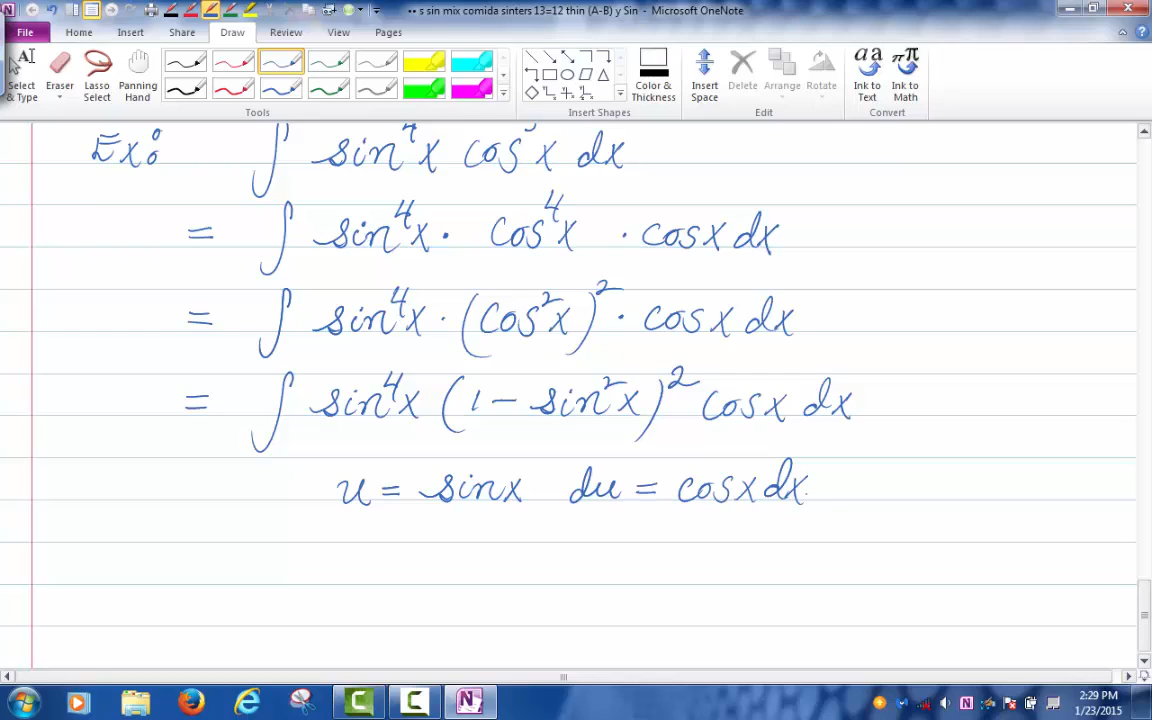 •• s sin mix comida sinters 13=12 thin (A-B) y Sin - Microsoft OneNote
File Home Insert Draw Review View Pages
Select & Type Eraser Lasso Select Panning Hand Color & Thickness Insert Space Delete Arrange Rotate Ink to Text Ink to Math
Tools Insert Shapes Edit Convert
Ex: ∫ sin⁴x cos⁵x dx
= ∫ sin⁴x · cos⁴x · cosx dx
= ∫ sin⁴x · (cos²x)² · cosx dx
= ∫ sin⁴x (1 - sin²x)² cosx dx
u = sinx du = cosx dx
2:29 PM
1/23/2015